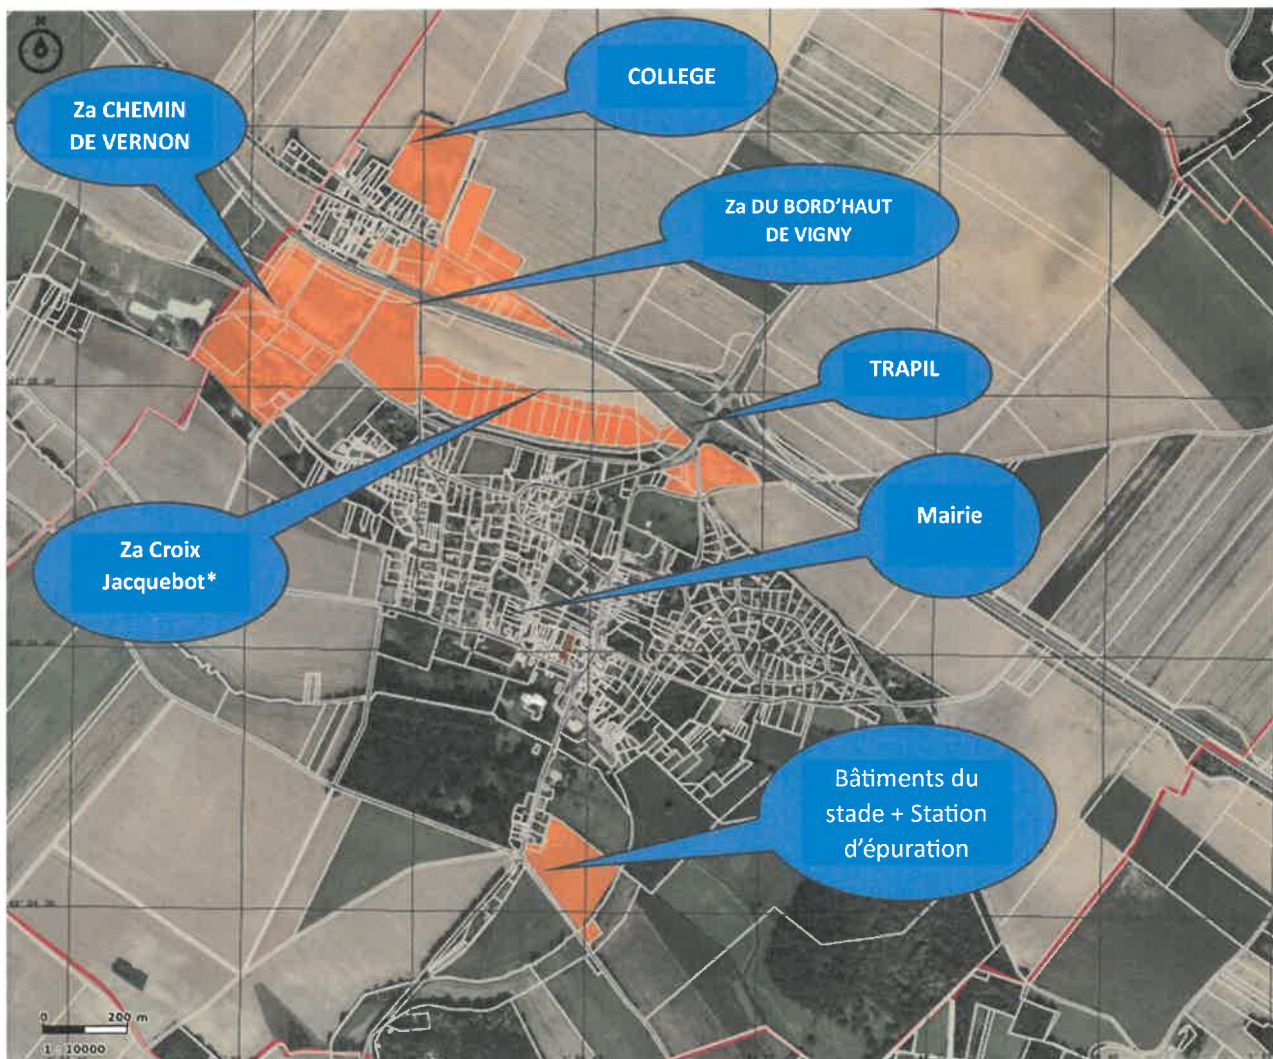 COLLEGE
Za CHEMIN
DE VERNON
Za DU BORD'HAUT
DE VIGNY
TRAPIL
Mairie
Za Croix
Jacquebot*
Bâtiments du
stade + Station
d'épuration
0 200 m
1 : 10000